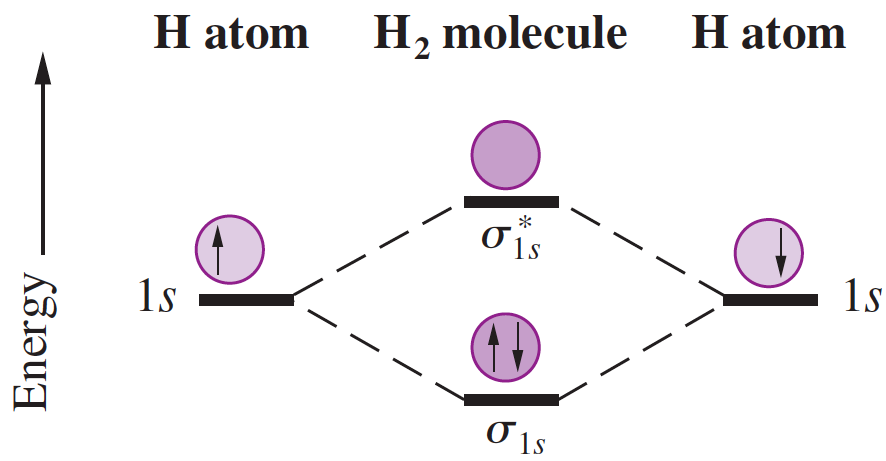 H atom H₂ molecule H atom
σ*₁s
1s 1s
Energy
σ₁s